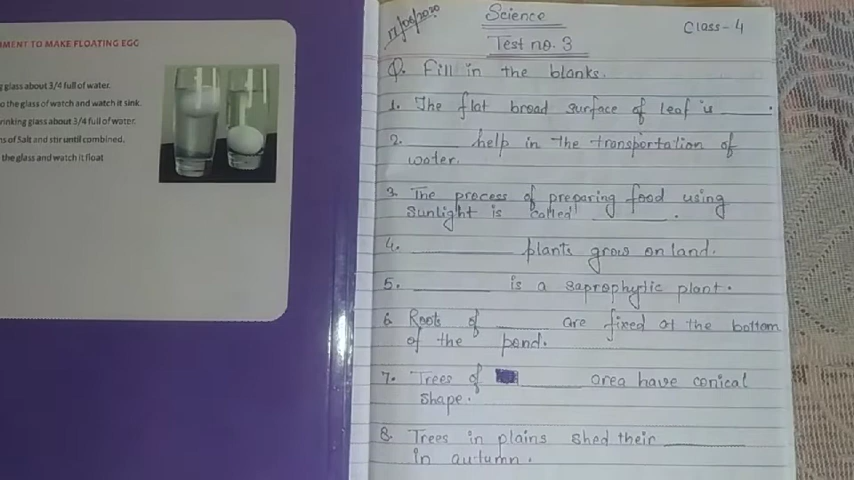 MENT TO MAKE FLOATING EGG
g glass about 3/4 full of water.
o the glass of watch and watch it sink.
rinking glass about 3/4 full of water.
ns of Salt and stir until combined.
the glass and watch it float
17/06/2020
Science
Class-4
Test no. 3
Q. Fill in the blanks.
1. The flat broad surface of leaf is ______.
2. ______ help in the transportation of
water.
3. The process of preparing food using
sunlight is called ______.
4. ______ plants grow on land.
5. ______ is a saprophytic plant.
6. Roots of ______ are fixed at the bottom
of the pond.
7. Trees of ______ area have conical
shape.
8. Trees in plains shed their ______
in autumn.